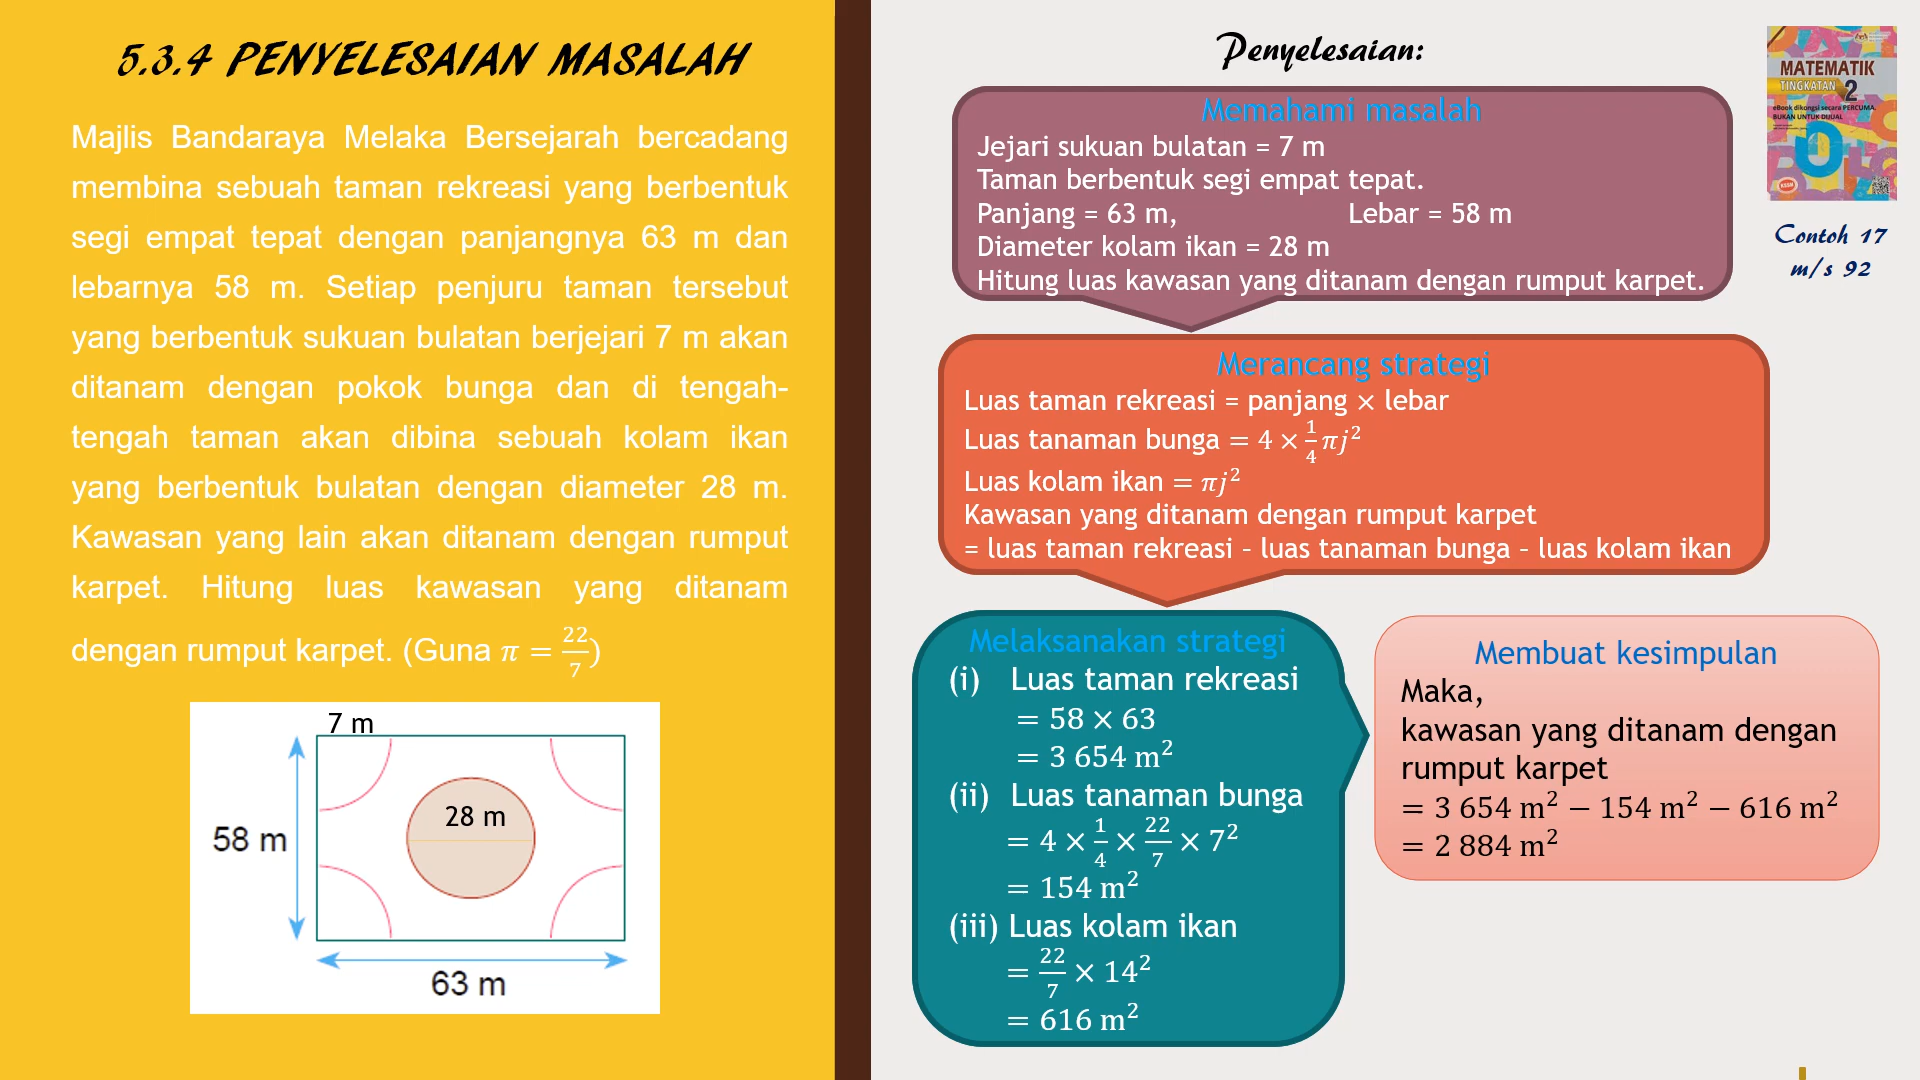 5.3.4 PENYELESAIAN MASALAH
Majlis Bandaraya Melaka Bersejarah bercadang
membina sebuah taman rekreasi yang berbentuk
segi empat tepat dengan panjangnya 63 m dan
lebarnya 58 m. Setiap penjuru taman tersebut
yang berbentuk sukuan bulatan berjejari 7 m akan
ditanam dengan pokok bunga dan di tengah-
tengah taman akan dibina sebuah kolam ikan
yang berbentuk bulatan dengan diameter 28 m.
Kawasan yang lain akan ditanam dengan rumput
karpet. Hitung luas kawasan yang ditanam
dengan rumput karpet. (Guna π = 22/7)
7 m
28 m
58 m
63 m
Penyelesaian:
Memahami masalah
Jejari sukuan bulatan = 7 m
Taman berbentuk segi empat tepat.
Panjang = 63 m, Lebar = 58 m
Diameter kolam ikan = 28 m
Hitung luas kawasan yang ditanam dengan rumput karpet.
Merancang strategi
Luas taman rekreasi = panjang × lebar
Luas tanaman bunga = 4 × 1/4 πj²
Luas kolam ikan = πj²
Kawasan yang ditanam dengan rumput karpet
= luas taman rekreasi – luas tanaman bunga – luas kolam ikan
Melaksanakan strategi
(i) Luas taman rekreasi
= 58 × 63
= 3 654 m²
(ii) Luas tanaman bunga
= 4 × 1/4 × 22/7 × 7²
= 154 m²
(iii) Luas kolam ikan
= 22/7 × 14²
= 616 m²
Membuat kesimpulan
Maka,
kawasan yang ditanam dengan
rumput karpet
= 3 654 m² − 154 m² − 616 m²
= 2 884 m²
MATEMATIK
TINGKATAN 2
eBook dikongsi secara PERCUMA.
BUKAN UNTUK DIJUAL
KSSM
Contoh 17
m/s 92